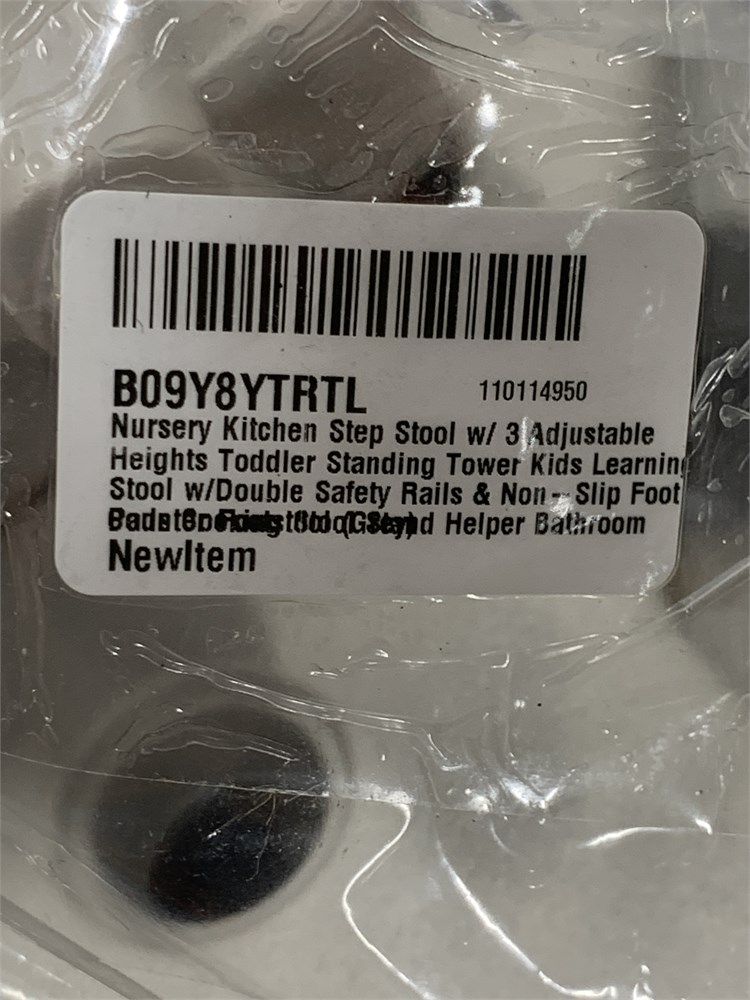 B09Y8YTRTL 110114950
Nursery Kitchen Step Stool w/ 3 Adjustable
Heights Toddler Standing Tower Kids Learning
Stool w/Double Safety Rails & Non - Slip Foot
Helper Bathroom
NewItem